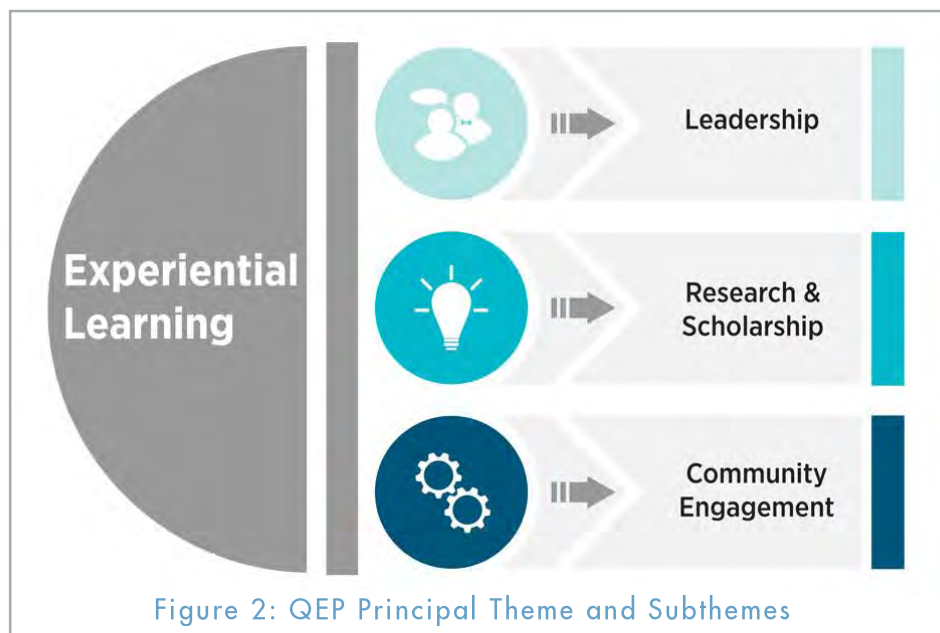 Experiential
Learning
Leadership
Research &
Scholarship
Community
Engagement
Figure 2: QEP Principal Theme and Subthemes